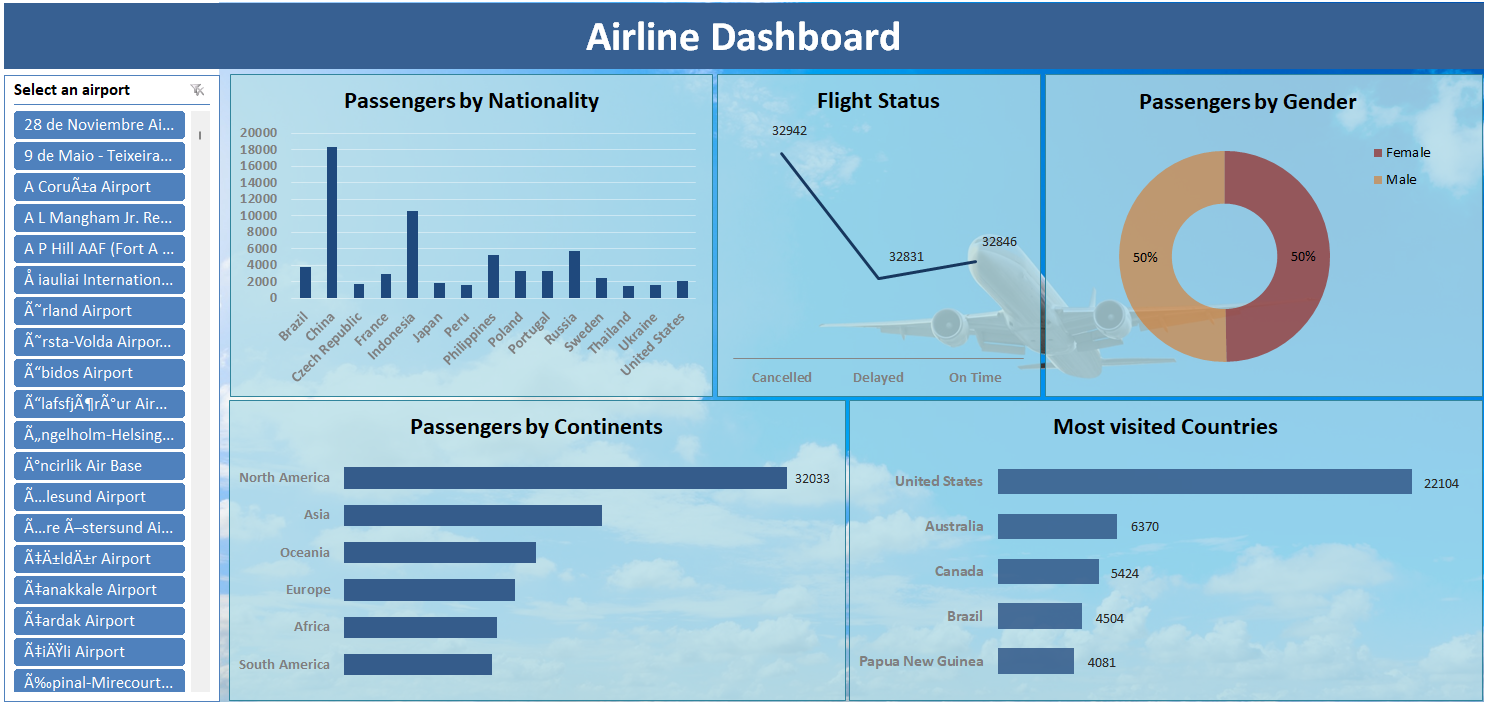 Airline Dashboard
Select an airport
28 de Noviembre Ai...
9 de Maio - Teixeira...
A CoruÃ±a Airport
A L Mangham Jr. Re...
A P Hill AAF (Fort A ...
Å iauliai Internation...
Ã˜rland Airport
Ã˜rsta-Volda Airpor...
Ã“bidos Airport
Ã“lafsfjÃ¶rÃ°ur Air...
Ã„ngelholm-Helsing...
Ä°ncirlik Air Base
Ã…lesund Airport
Ã…re Ã–stersund Ai...
Ã‡Ä±ldÄ±r Airport
Ã‡anakkale Airport
Ã‡ardak Airport
Ã‡iÄŸli Airport
Ã‰pinal-Mirecourt...
Passengers by Nationality
20000
18000
16000
14000
12000
10000
8000
6000
4000
2000
0
Brazil
China
Czech Republic
France
Indonesia
Japan
Peru
Philippines
Poland
Portugal
Russia
Sweden
Thailand
Ukraine
United States
Flight Status
32942
32831
32846
Cancelled
Delayed
On Time
Passengers by Gender
Female
Male
50%
50%
Passengers by Continents
North America
32033
Asia
Oceania
Europe
Africa
South America
Most visited Countries
United States
22104
Australia
6370
Canada
5424
Brazil
4504
Papua New Guinea
4081